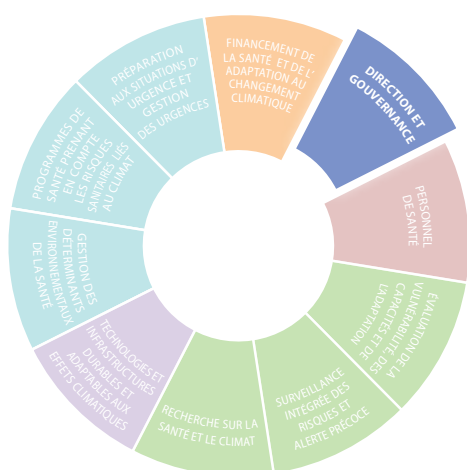 DIRECTION ET
GOUVERNANCE
PERSONNEL
DE SANTÉ
ÉVALUATION DE LA
VULNÉRABILITÉ, DES
CAPACITÉS ET DE
L'ADAPTATION
SURVEILLANCE
INTÉGRÉE DES
RISQUES ET
ALERTE PRÉCOCE
RECHERCHE SUR LA
SANTÉ ET LE CLIMAT
TECHNOLOGIES ET
INFRASTRUCTURES
DURABLES ET
ADAPTABLES AUX
EFFETS CLIMATIQUES
GESTION DES
DÉTERMINANTS
ENVIRONNEMENTAUX
DE LA SANTÉ
PROGRAMMES DE
SANTÉ PRENANT
EN COMPTE
LES RISQUES
SANITAIRES LIÉS
AU CLIMAT
PRÉPARATION
AUX SITUATIONS D'
URGENCE ET
GESTION
DES URGENCES
FINANCEMENT DE
LA SANTÉ ET DE L'
ADAPTATION AU
CHANGEMENT
CLIMATIQUE